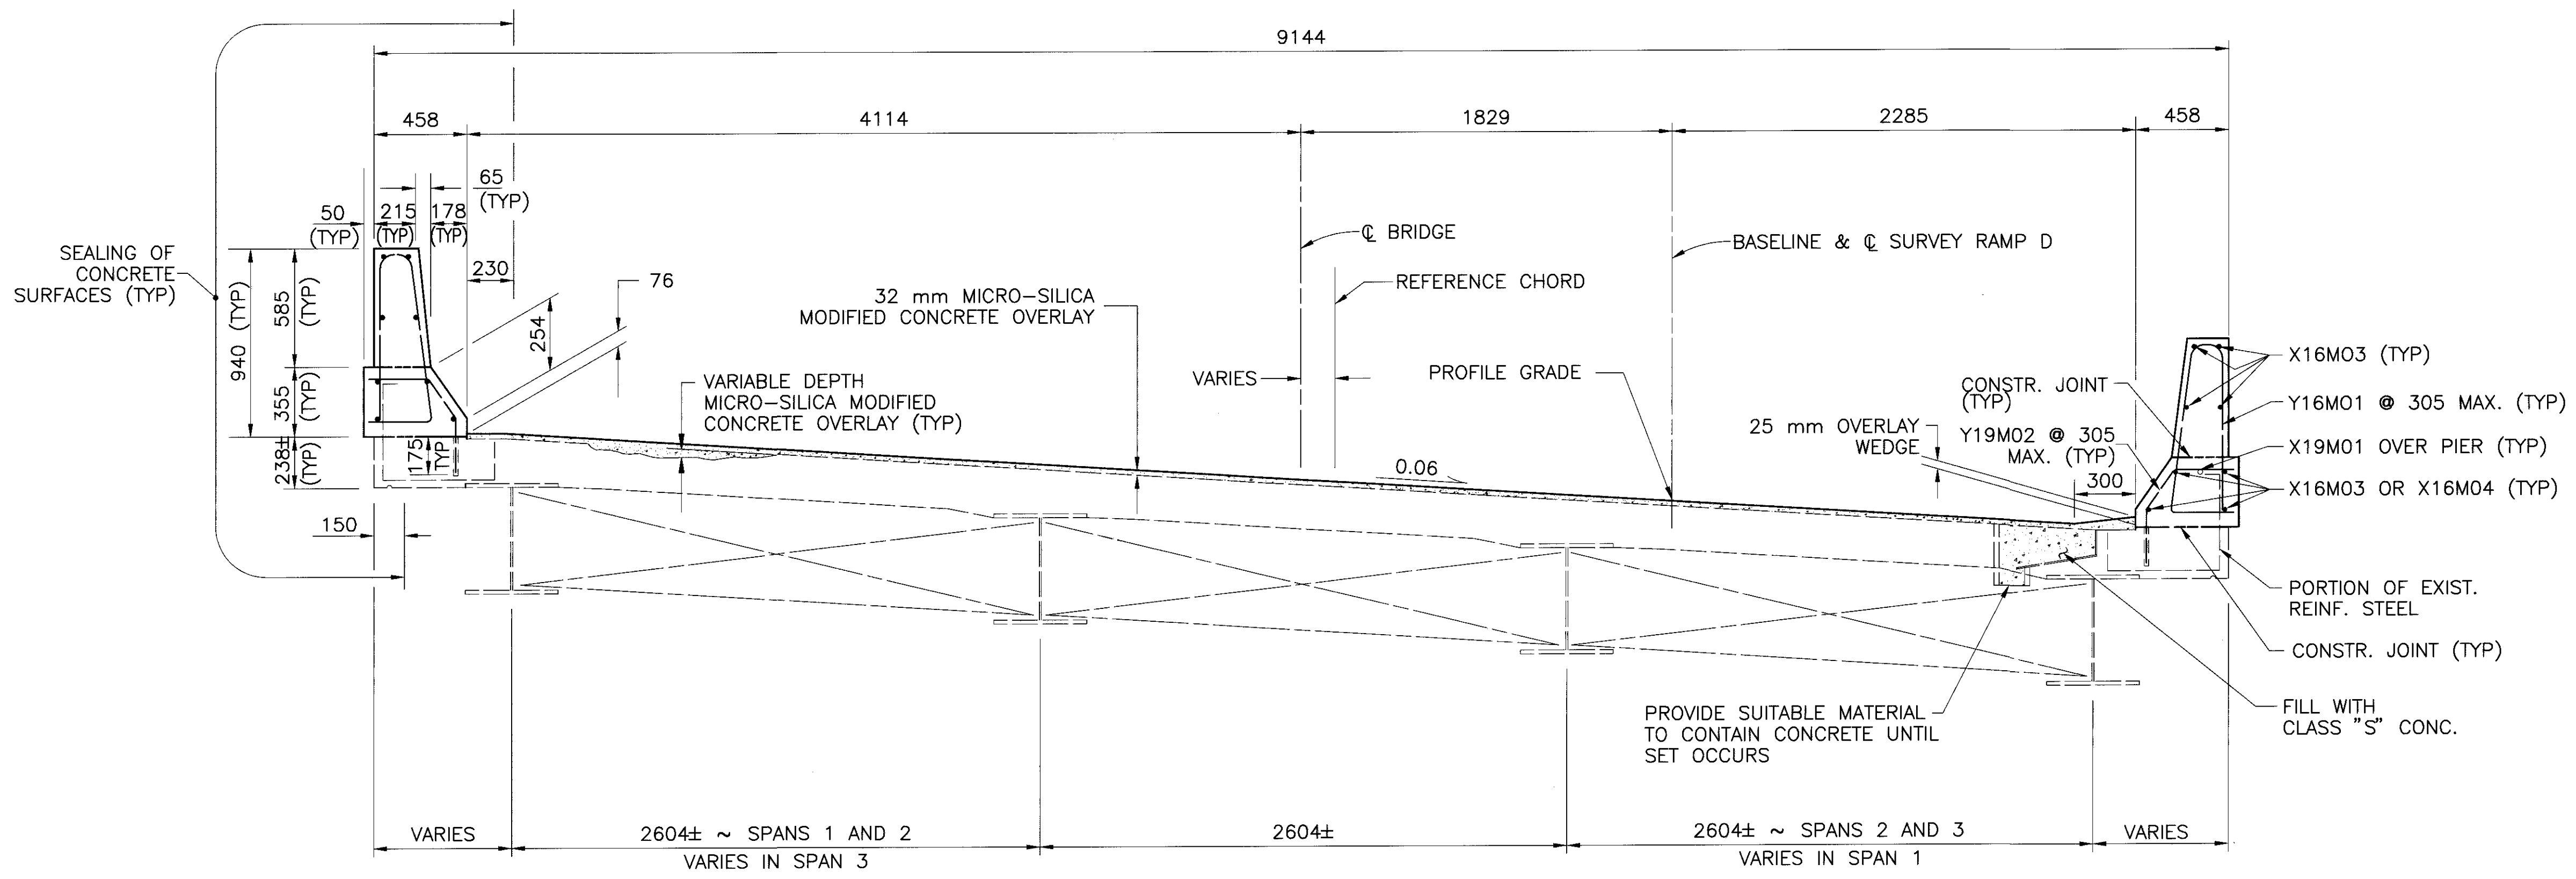 9144
458
4114
1829
2285
458
65
(TYP)
50
(TYP)
215
(TYP)
178
(TYP)
SEALING OF
CONCRETE
SURFACES (TYP)
940 (TYP)
585
(TYP)
355
(TYP)
238±
(TYP)
230
76
254
175
TYP
150
32 mm MICRO-SILICA
MODIFIED CONCRETE OVERLAY
VARIABLE DEPTH
MICRO-SILICA MODIFIED
CONCRETE OVERLAY (TYP)
℄ BRIDGE
REFERENCE CHORD
VARIES
BASELINE & ℄ SURVEY RAMP D
PROFILE GRADE
0.06
25 mm OVERLAY
WEDGE
CONSTR. JOINT
(TYP)
Y19M02 @ 305
MAX. (TYP)
300
X16MO3 (TYP)
Y16MO1 @ 305 MAX. (TYP)
X19M01 OVER PIER (TYP)
X16M03 OR X16M04 (TYP)
PORTION OF EXIST.
REINF. STEEL
CONSTR. JOINT (TYP)
FILL WITH
CLASS "S" CONC.
PROVIDE SUITABLE MATERIAL
TO CONTAIN CONCRETE UNTIL
SET OCCURS
VARIES
2604± ~ SPANS 1 AND 2
VARIES IN SPAN 3
2604±
2604± ~ SPANS 2 AND 3
VARIES IN SPAN 1
VARIES